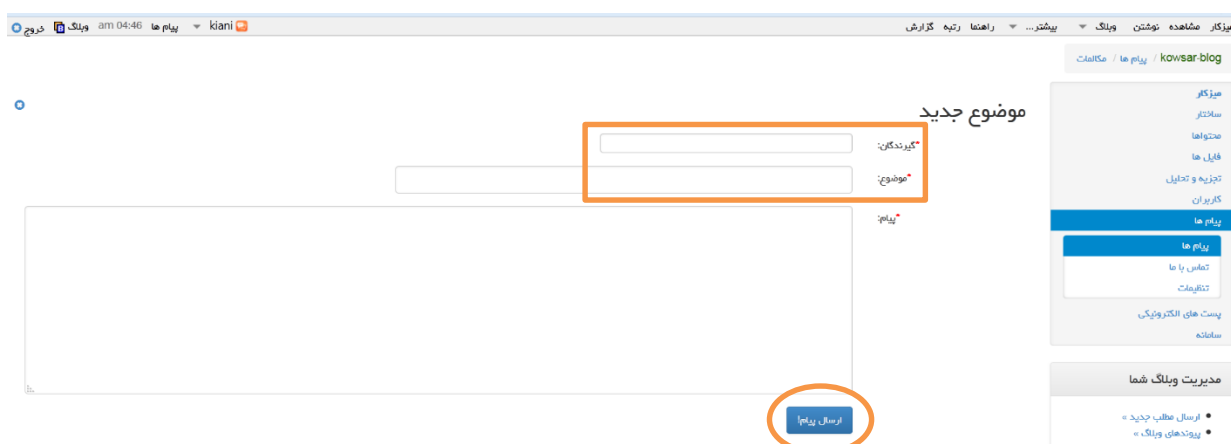 میزکار مشاهده نوشتن وبلاگ بیشتر... راهنما رتبه گزارش
kiani پیام ها 04:46 am وبلاگ خروج
kowsar-blog / پیام ها / مکالمات
میزکار
ساختار
محتواها
فایل ها
تجزیه و تحلیل
کاربران
پیام ها
پیام ها
تماس با ما
تنظیمات
پست های الکترونیکی
سامانه
مدیریت وبلاگ شما
ارسال مطلب جدید »
پیوندهای وبلاگ »
موضوع جدید
*گیرندگان:
*موضوع:
*پیام:
ارسال پیام!